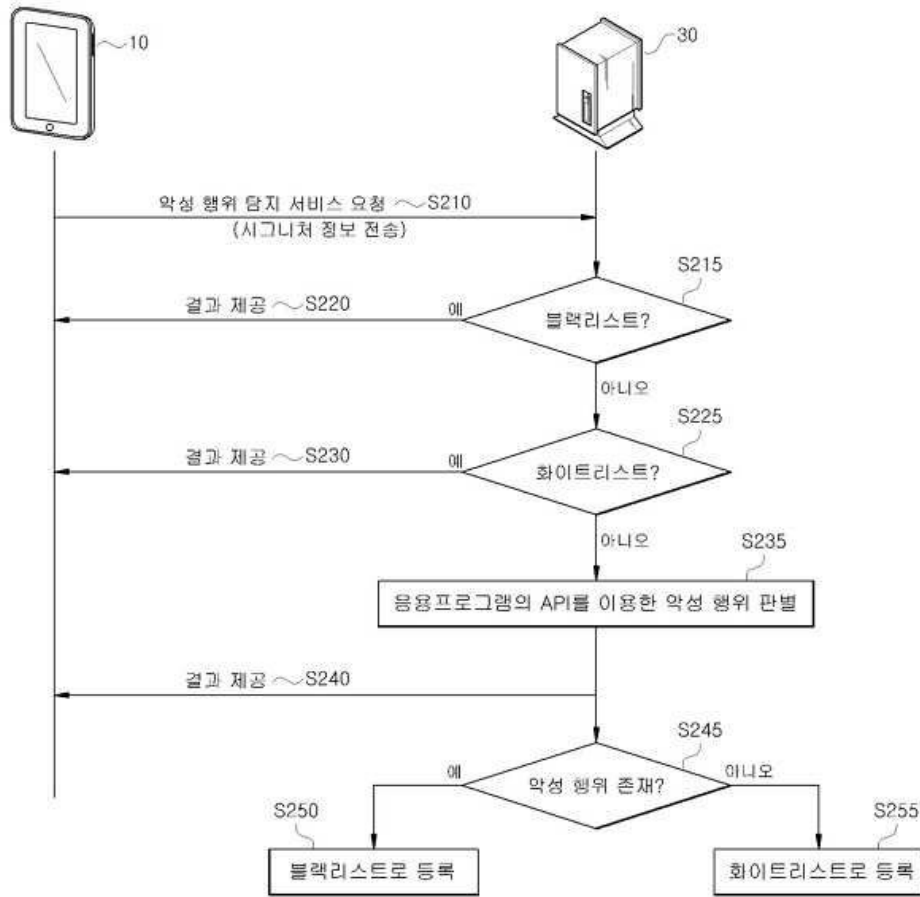 10
30
악성 행위 탐지 서비스 요청 S210
(시그니처 정보 전송)
S215
결과 제공 S220
예
블랙리스트?
아니오
S225
결과 제공 S230
예
화이트리스트?
아니오
S235
응용프로그램의 API를 이용한 악성 행위 판별
결과 제공 S240
S245
예
악성 행위 존재?
아니오
S250
S255
블랙리스트로 등록
화이트리스트로 등록